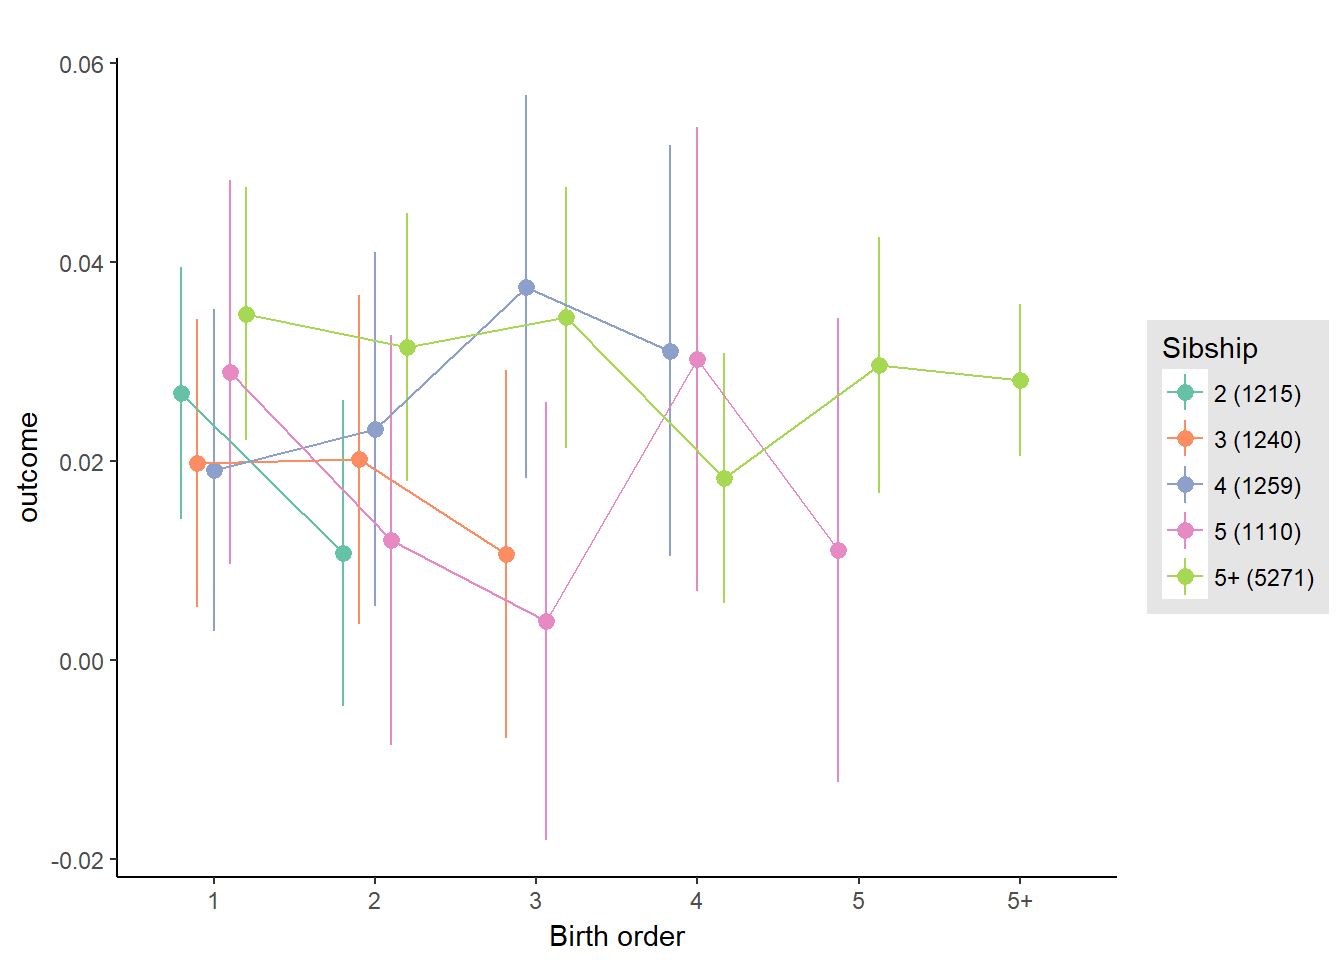 0.06
0.04
0.02
0.00
-0.02
outcome
1 2 3 4 5 5+
Birth order
Sibship
2 (1215)
3 (1240)
4 (1259)
5 (1110)
5+ (5271)